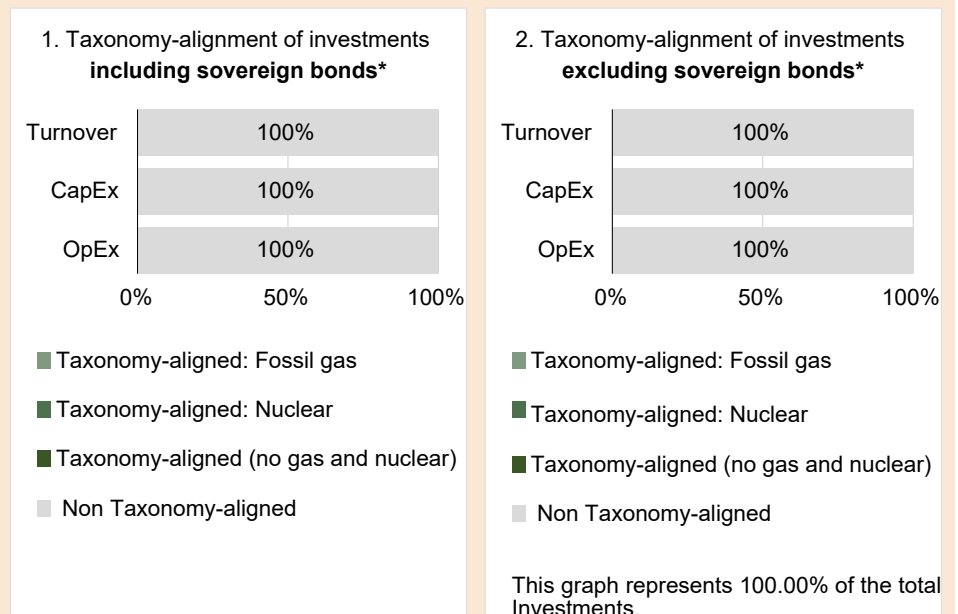 1. Taxonomy-alignment of investments
including sovereign bonds*
Turnover 100%
CapEx 100%
OpEx 100%
0% 50% 100%
Taxonomy-aligned: Fossil gas
Taxonomy-aligned: Nuclear
Taxonomy-aligned (no gas and nuclear)
Non Taxonomy-aligned
2. Taxonomy-alignment of investments
excluding sovereign bonds*
Turnover 100%
CapEx 100%
OpEx 100%
0% 50% 100%
Taxonomy-aligned: Fossil gas
Taxonomy-aligned: Nuclear
Taxonomy-aligned (no gas and nuclear)
Non Taxonomy-aligned
This graph represents 100.00% of the total
Investments.